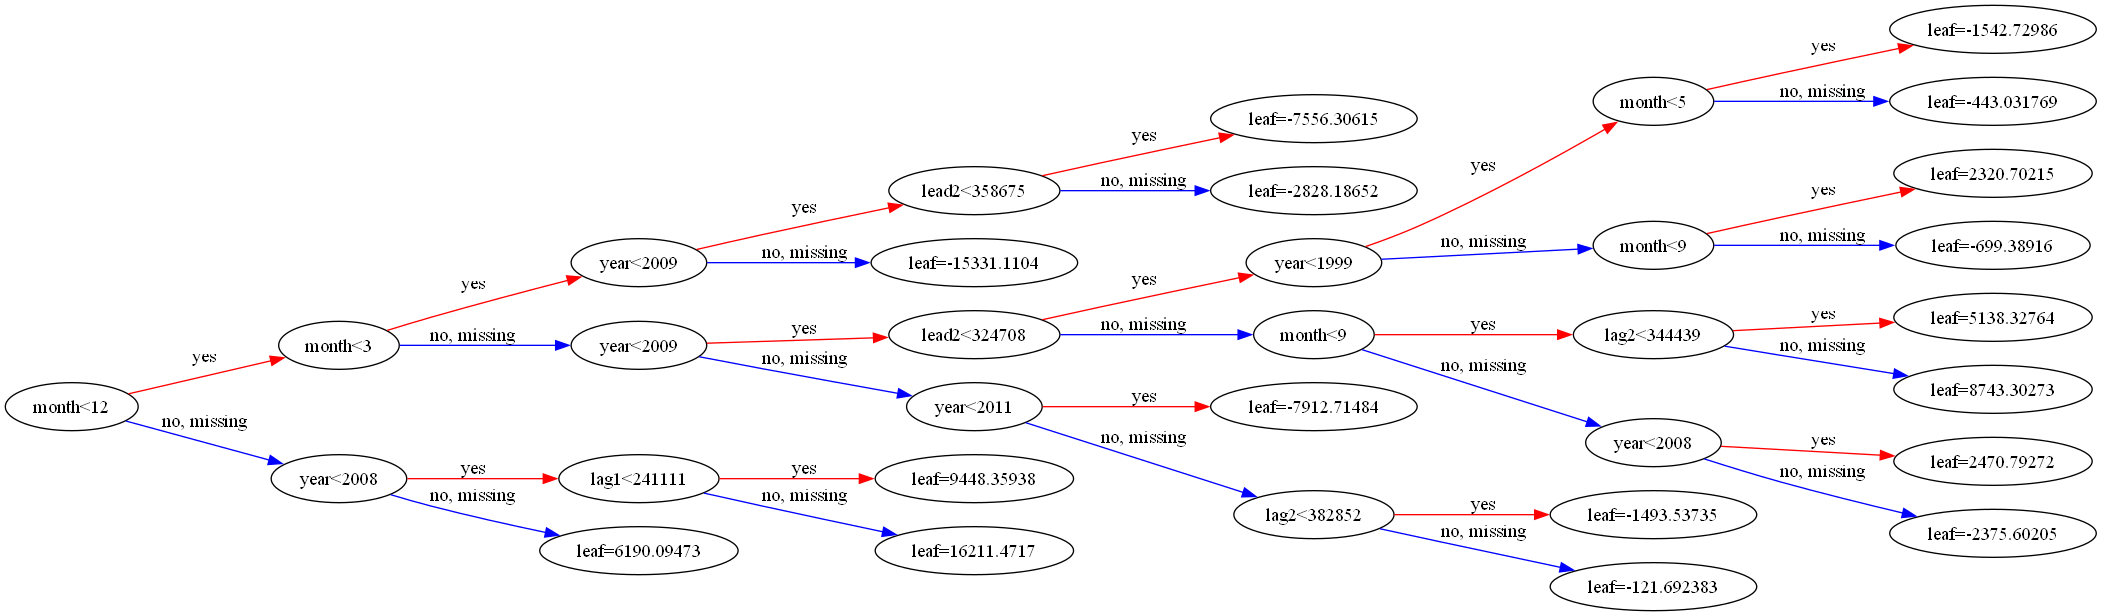 month<12
yes
no, missing
month<3
yes
no, missing
year<2008
yes
no, missing
year<2009
yes
no, missing
year<2009
yes
no, missing
lag1<241111
yes
no, missing
leaf=6190.09473
lead2<358675
yes
no, missing
leaf=-15331.1104
lead2<324708
yes
no, missing
year<2011
yes
no, missing
leaf=9448.35938
leaf=16211.4717
leaf=-7556.30615
leaf=-2828.18652
year<1999
yes
no, missing
month<9
yes
no, missing
leaf=-7912.71484
lag2<382852
yes
no, missing
month<5
yes
no, missing
month<9
yes
no, missing
lag2<344439
yes
no, missing
year<2008
yes
no, missing
leaf=-1493.53735
leaf=-121.692383
leaf=-1542.72986
leaf=-443.031769
leaf=2320.70215
leaf=-699.38916
leaf=5138.32764
leaf=8743.30273
leaf=2470.79272
leaf=-2375.60205